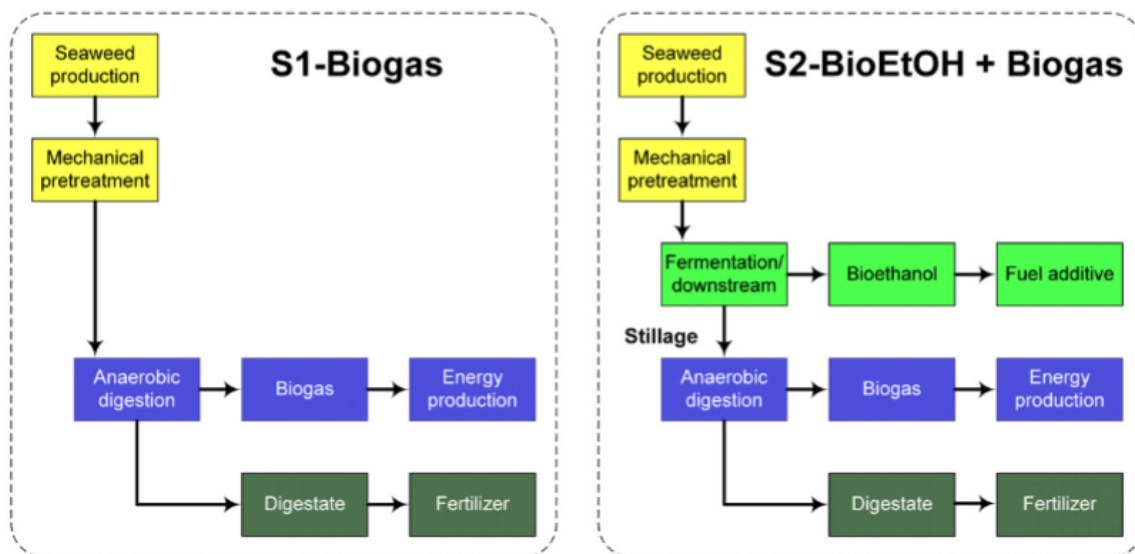 S1-Biogas
Seaweed
production
Mechanical
pretreatment
Anaerobic
digestion
Biogas
Energy
production
Digestate
Fertilizer
S2-BioEtOH + Biogas
Seaweed
production
Mechanical
pretreatment
Fermentation/
downstream
Bioethanol
Fuel additive
Stillage
Anaerobic
digestion
Biogas
Energy
production
Digestate
Fertilizer